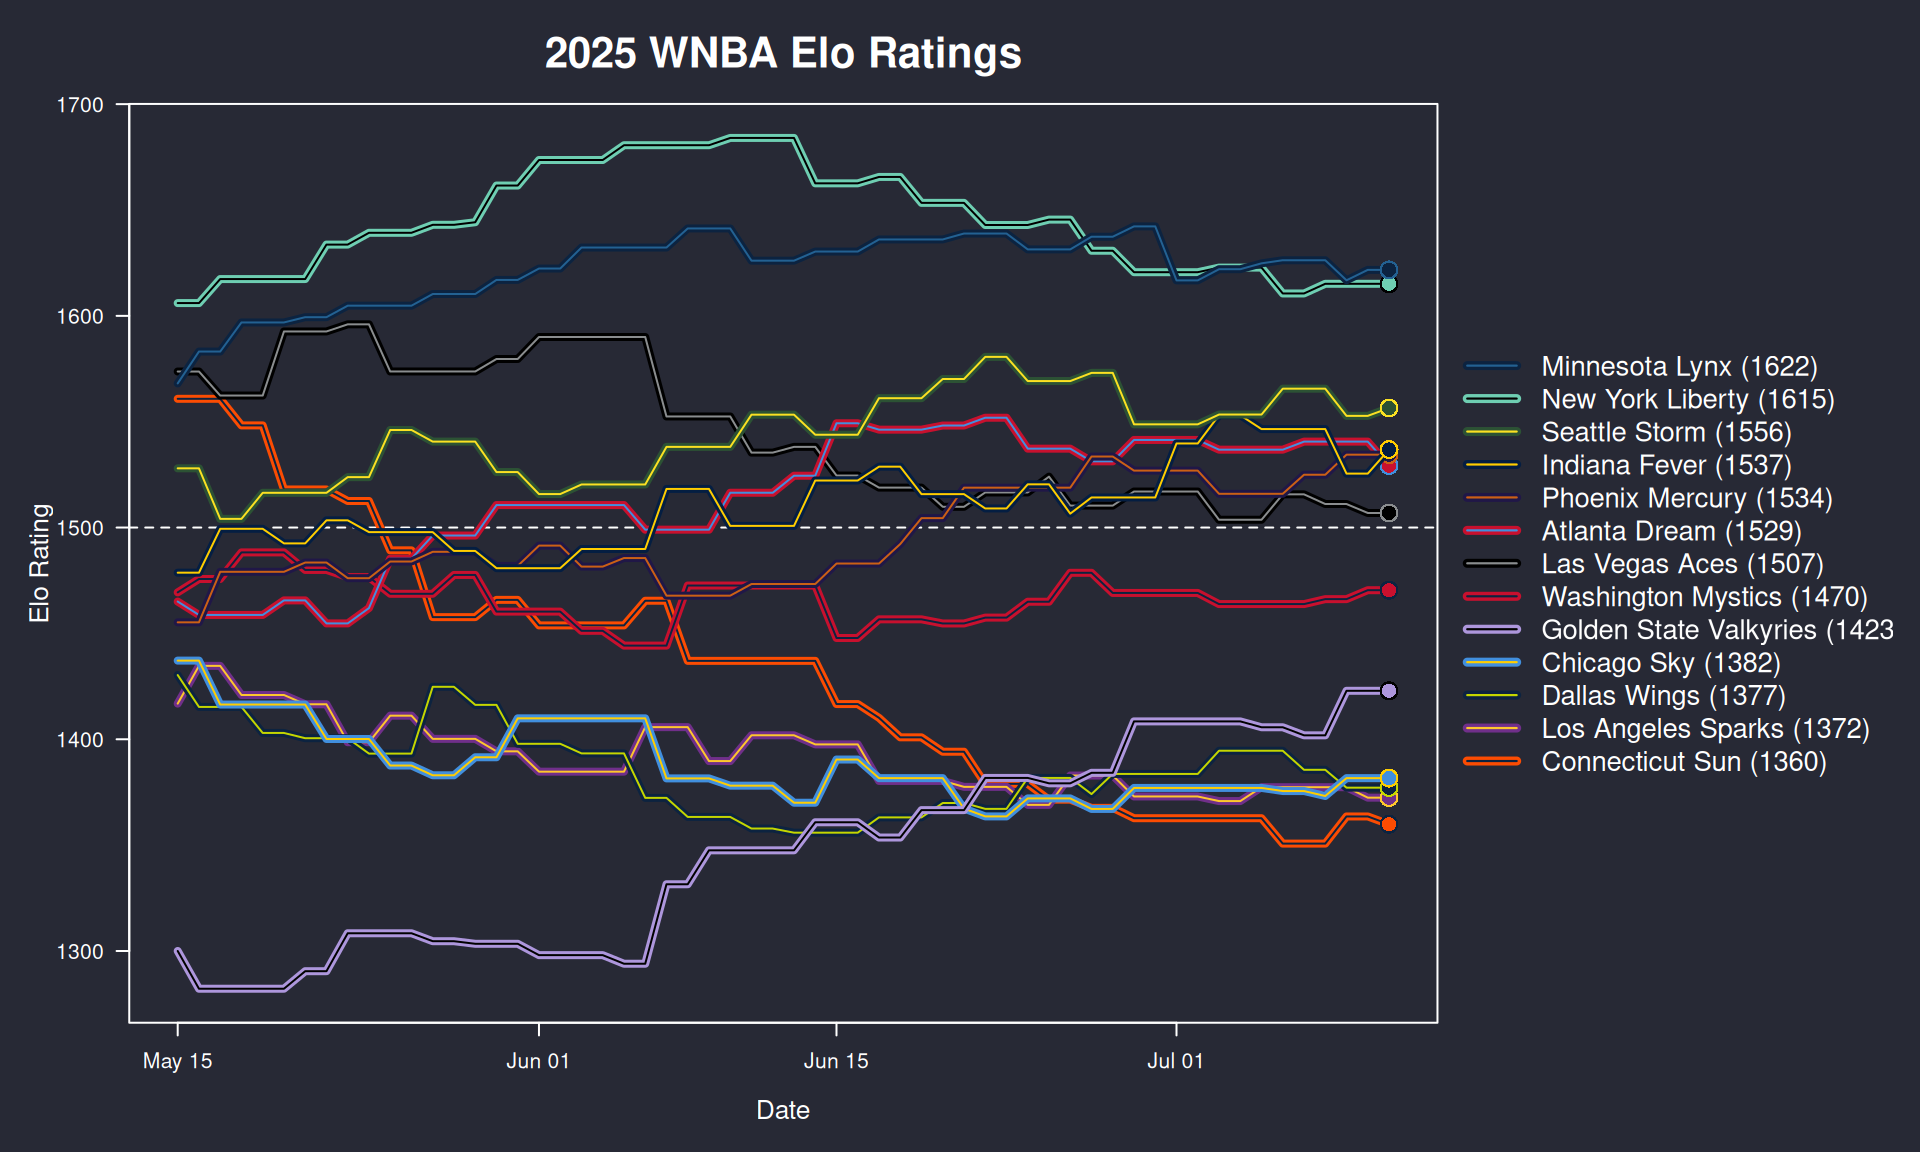 2025 WNBA Elo Ratings
1700
1600
1500
1400
1300
Elo Rating
May 15
Jun 01
Jun 15
Jul 01
Date
Minnesota Lynx (1622)
New York Liberty (1615)
Seattle Storm (1556)
Indiana Fever (1537)
Phoenix Mercury (1534)
Atlanta Dream (1529)
Las Vegas Aces (1507)
Washington Mystics (1470)
Golden State Valkyries (1423
Chicago Sky (1382)
Dallas Wings (1377)
Los Angeles Sparks (1372)
Connecticut Sun (1360)